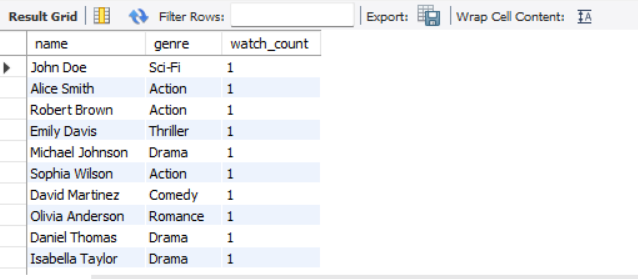 Result Grid Filter Rows: Export: Wrap Cell Content: IA
name genre watch_count
John Doe Sci-Fi 1
Alice Smith Action 1
Robert Brown Action 1
Emily Davis Thriller 1
Michael Johnson Drama 1
Sophia Wilson Action 1
David Martinez Comedy 1
Olivia Anderson Romance 1
Daniel Thomas Drama 1
Isabella Taylor Drama 1